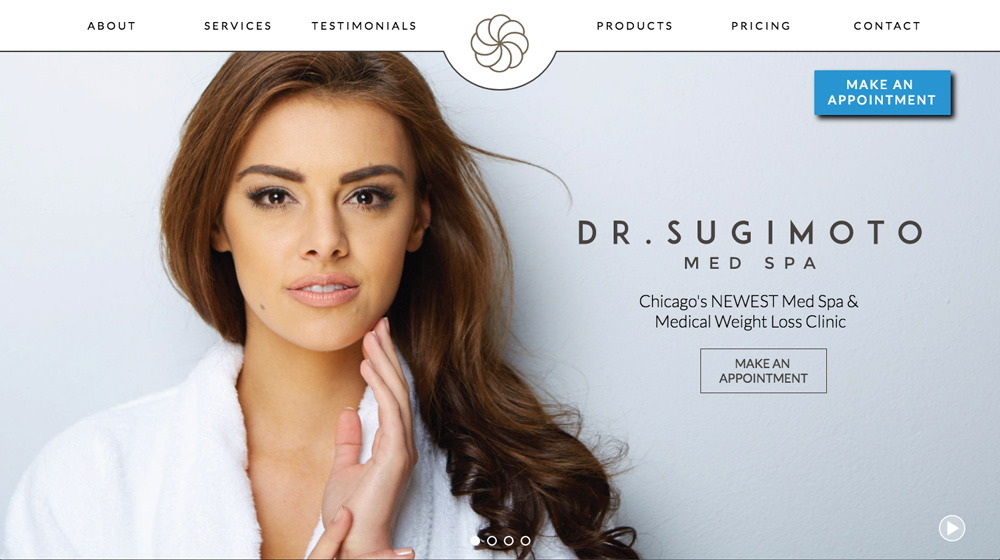 ABOUT SERVICES TESTIMONIALS PRODUCTS PRICING CONTACT
MAKE AN
APPOINTMENT
DR. SUGIMOTO
MED SPA
Chicago's NEWEST Med Spa &
Medical Weight Loss Clinic
MAKE AN
APPOINTMENT